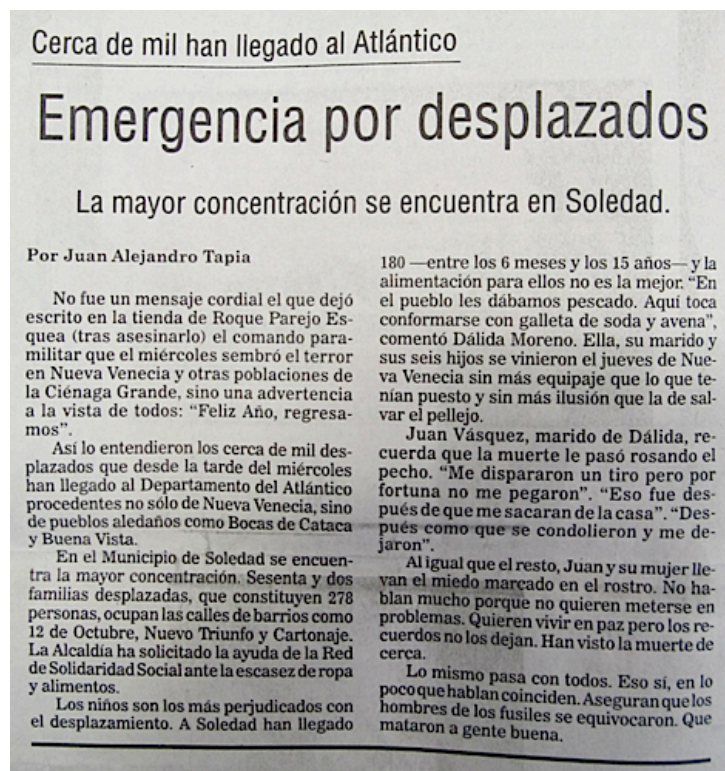 Cerca de mil han llegado al Atlántico
Emergencia por desplazados
La mayor concentración se encuentra en Soledad.
Por Juan Alejandro Tapia
No fue un mensaje cordial el que dejó
escrito en la tienda de Roque Parejo Es-
quea (tras asesinarlo) el comando para-
militar que el miércoles sembró el terror
en Nueva Venecia y otras poblaciones de
la Ciénaga Grande, sino una advertencia
a la vista de todos: “Feliz Año, regresa-
mos”.
Así lo entendieron los cerca de mil des-
plazados que desde la tarde del miércoles
han llegado al Departamento del Atlántico
procedentes no sólo de Nueva Venecia, sino
de pueblos aledaños como Bocas de Cataca
y Buena Vista.
En el Municipio de Soledad se encuen-
tra la mayor concentración. Sesenta y dos
familias desplazadas, que constituyen 278
personas, ocupan las calles de barrios como
12 de Octubre, Nuevo Triunfo y Cartonaje.
La Alcaldía ha solicitado la ayuda de la Red
de Solidaridad Social ante la escasez de ropa
y alimentos.
Los niños son los más perjudicados con
el desplazamiento. A Soledad han llegado
180 —entre los 6 meses y los 15 años— y la
alimentación para ellos no es la mejor. “En
el pueblo les dábamos pescado. Aquí toca
conformarse con galleta de soda y avena”,
comentó Dálida Moreno. Ella, su marido y
sus seis hijos se vinieron el jueves de Nue-
va Venecia sin más equipaje que lo que te-
nían puesto y sin más ilusión que la de sal-
var el pellejo.
Juan Vásquez, marido de Dálida, re-
cuerda que la muerte le pasó rosando el
pecho. “Me dispararon un tiro pero por
fortuna no me pegaron”. “Eso fue des-
pués de que me sacaran de la casa”. “Des-
pués como que se condolieron y me de-
jaron”.
Al igual que el resto, Juan y su mujer lle-
van el miedo marcado en el rostro. No ha-
blan mucho porque no quieren meterse en
problemas. Quieren vivir en paz pero los re-
cuerdos no los dejan. Han visto la muerte de
cerca.
Lo mismo pasa con todos. Eso sí, en lo
poco que hablan coinciden. Aseguran que los
hombres de los fusiles se equivocaron. Que
mataron a gente buena.